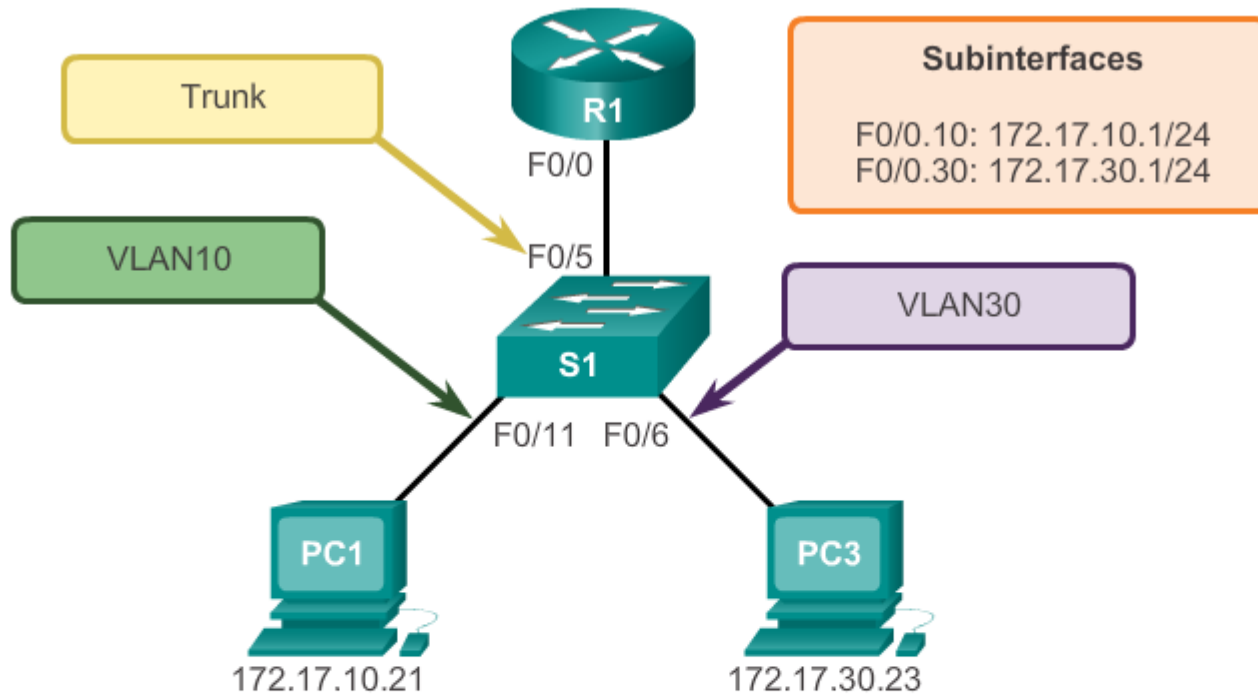 Trunk
R1
Subinterfaces
F0/0.10: 172.17.10.1/24
F0/0.30: 172.17.30.1/24
F0/0
VLAN10
F0/5
VLAN30
S1
F0/11
F0/6
PC1
PC3
172.17.10.21
172.17.30.23